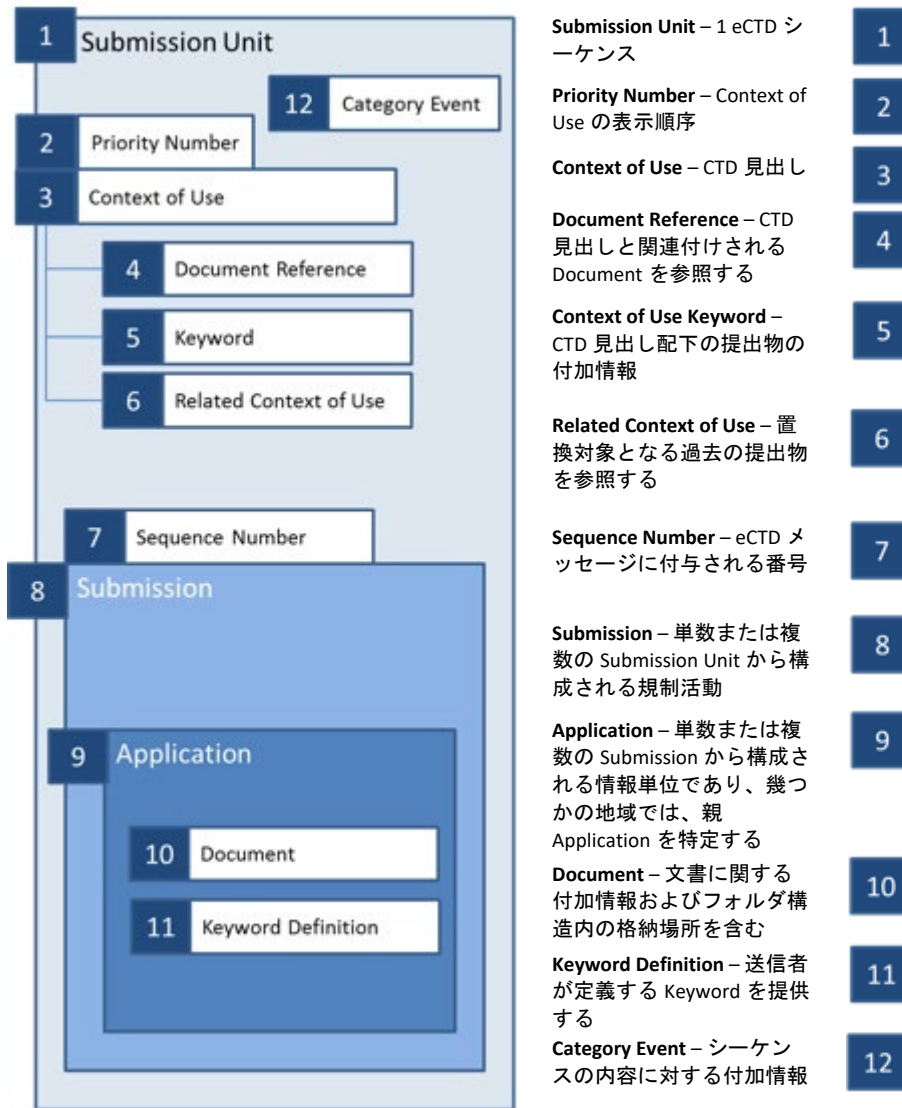 1 Submission Unit
12 Category Event
2 Priority Number
3 Context of Use
4 Document Reference
5 Keyword
6 Related Context of Use
7 Sequence Number
8 Submission
9 Application
10 Document
11 Keyword Definition
Submission Unit – 1 eCTD シ
ーケンス
1
Priority Number – Context of
Use の表示順序
2
Context of Use – CTD 見出し
3
Document Reference – CTD
見出しと関連付けされる
Document を参照する
4
Context of Use Keyword –
CTD 見出し配下の提出物の
付加情報
5
Related Context of Use – 置
換対象となる過去の提出物
を参照する
6
Sequence Number – eCTD メ
ッセージに付与される番号
7
Submission – 単数または複
数の Submission Unit から構
成される規制活動
8
Application – 単数または複
数の Submission から構成さ
れる情報単位であり、幾つ
かの地域では、親
Application を特定する
9
Document – 文書に関する
付加情報およびフォルダ構
造内の格納場所を含む
10
Keyword Definition – 送信者
が定義する Keyword を提供
する
11
Category Event – シーケン
スの内容に対する付加情報
12